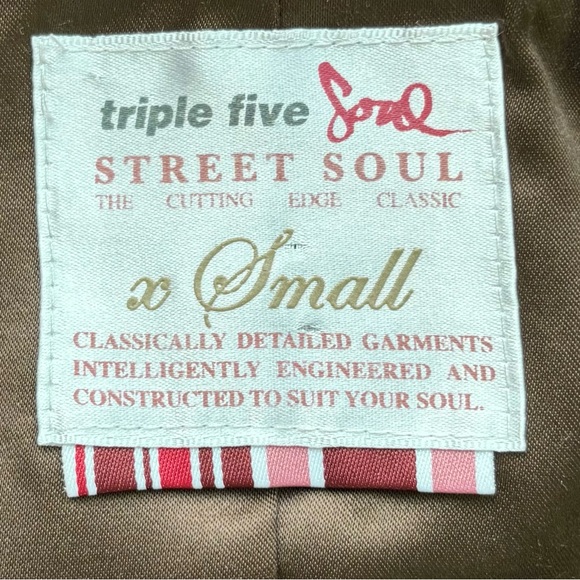 triple five Soul
STREET SOUL
THE CUTTING EDGE CLASSIC
x Small
CLASSICALLY DETAILED GARMENTS
INTELLIGENTLY ENGINEERED AND
CONSTRUCTED TO SUIT YOUR SOUL.